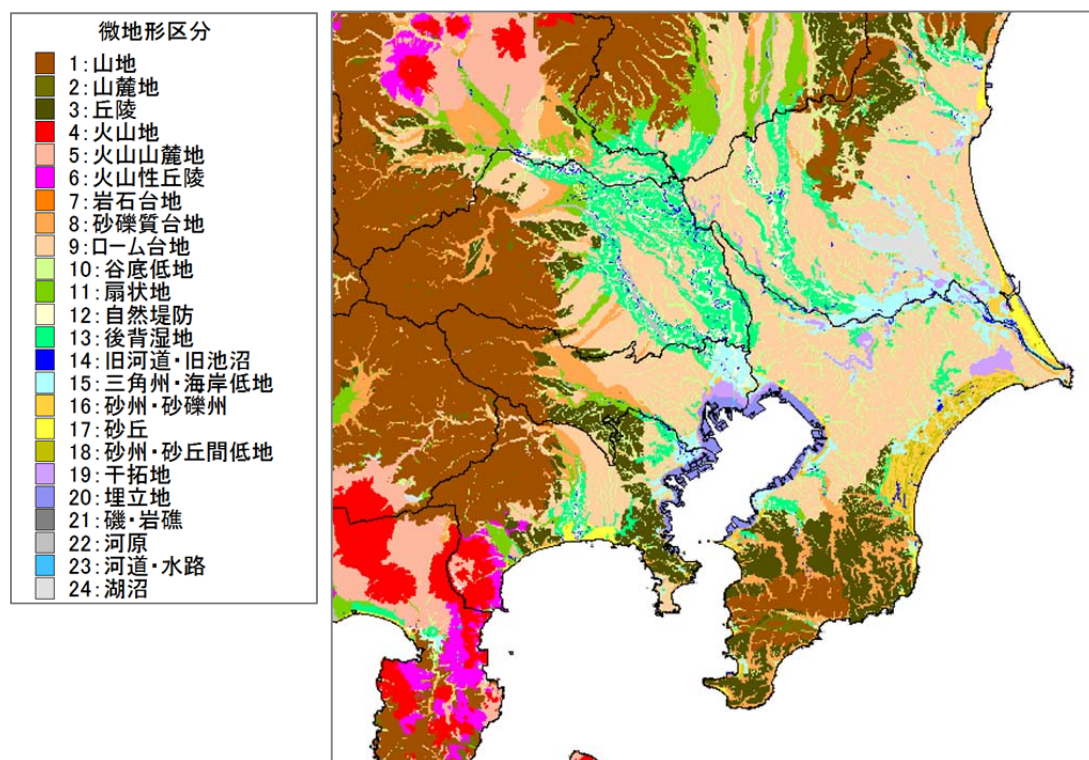 微地形区分
1:山地
2:山麓地
3:丘陵
4:火山地
5:火山山麓地
6:火山性丘陵
7:岩石台地
8:砂礫質台地
9:ローム台地
10:谷底低地
11:扇状地
12:自然堤防
13:後背湿地
14:旧河道・旧池沼
15:三角州・海岸低地
16:砂州・砂礫州
17:砂丘
18:砂州・砂丘間低地
19:干拓地
20:埋立地
21:磯・岩礁
22:河原
23:河道・水路
24:湖沼